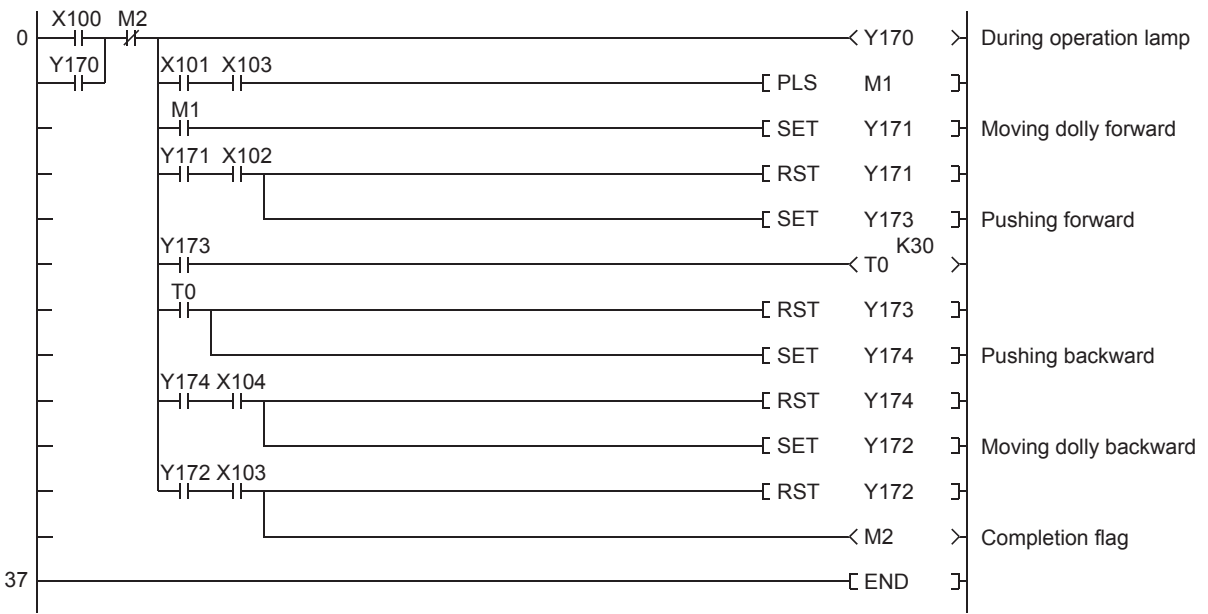 X100 M2
0 Y170 During operation lamp
Y170 X101 X103
PLS M1
M1
SET Y171 Moving dolly forward
Y171 X102
RST Y171
SET Y173 Pushing forward
Y173 K30
T0
T0
RST Y173
SET Y174 Pushing backward
Y174 X104
RST Y174
SET Y172 Moving dolly backward
Y172 X103
RST Y172
M2 Completion flag
37 END